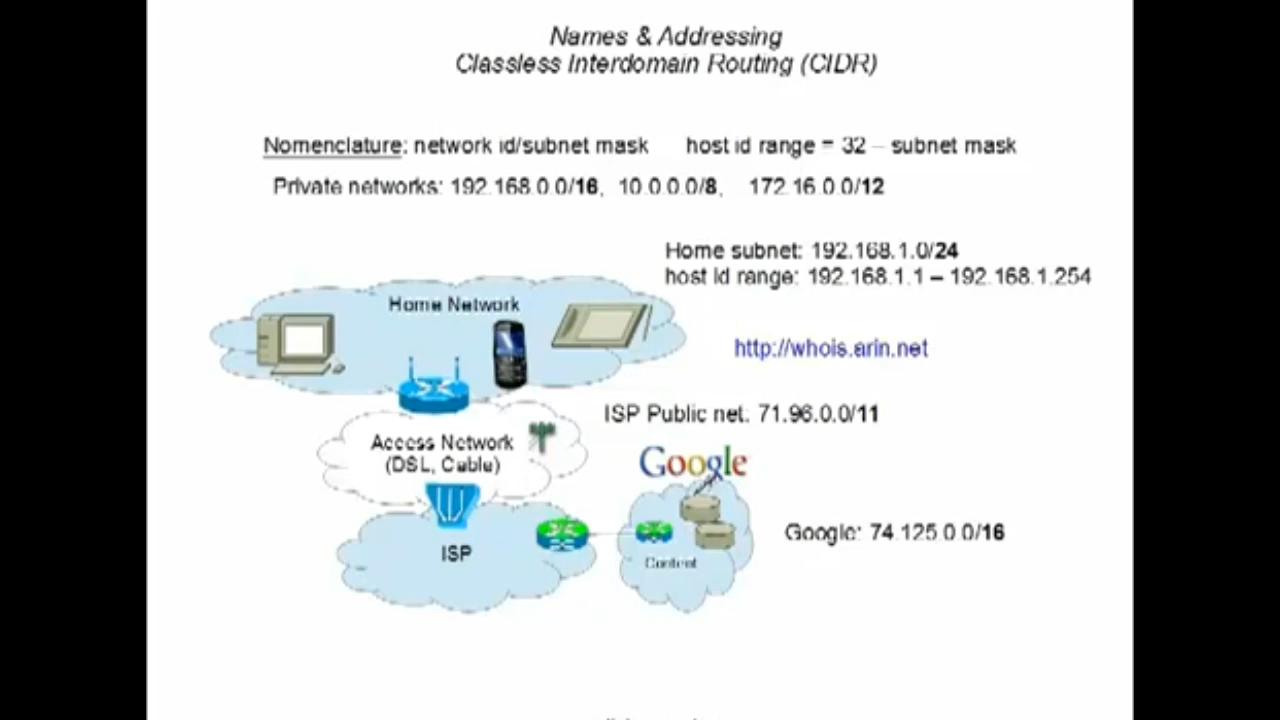 Names & Addressing
Classless Interdomain Routing (CIDR)
Nomenclature: network id/subnet mask host id range = 32 – subnet mask
Private networks: 192.168.0.0/16, 10.0.0.0/8, 172.16.0.0/12
Home subnet: 192.168.1.0/24
host id range: 192.168.1.1 – 192.168.1.254
Home Network
http://whois.arin.net
ISP Public net: 71.96.0.0/11
Access Network
(DSL, Cable)
Google
Google: 74.125.0.0/16
ISP
Content